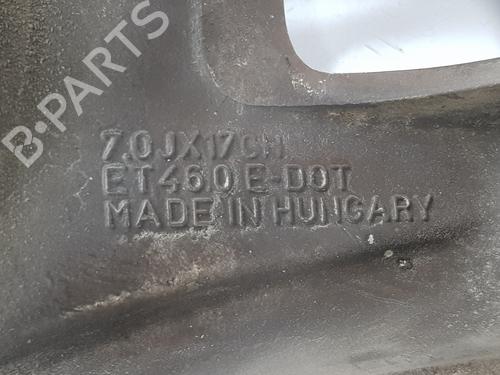 B-PARTS
7.0JX17CH
ET46.0 E-DOT
MADE IN HUNGARY